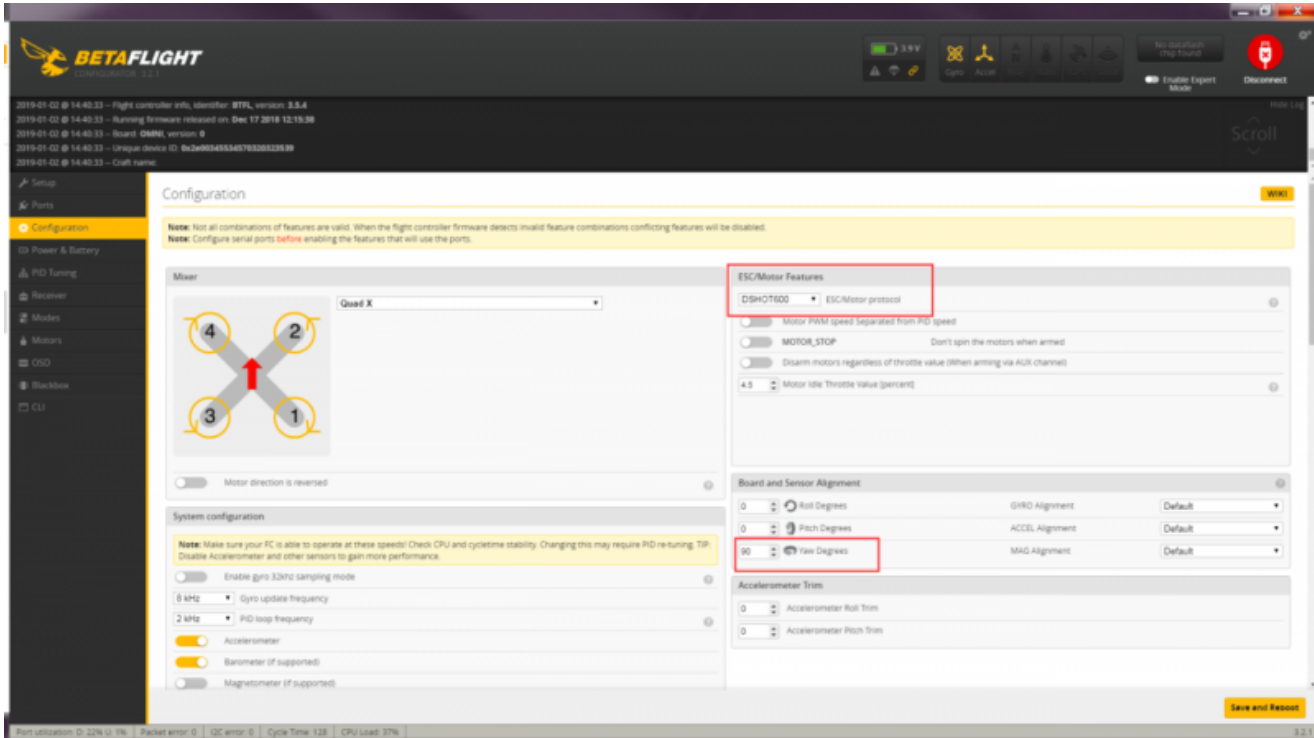 BETAFLIGHT
CONFIGURATOR 3.2.1
3.9 V
Gyro
Accel
No dataflash
chip found
Enable Expert
Mode
Disconnect
2019-01-02 @ 14:40:33 -- Flight controller info, identifier: BTFL, version: 3.5.4
Hide Log
2019-01-02 @ 14:40:33 -- Running firmware released on: Dec 17 2018 12:15:38
2019-01-02 @ 14:40:33 -- Board: OMNI, version: 0
Scroll
2019-01-02 @ 14:40:33 -- Unique device ID:
2019-01-02 @ 14:40:33 -- Craft name:
Setup
Ports
Configuration
Power & Battery
PID Tuning
Receiver
Modes
Motors
OSD
Blackbox
CLI
Configuration
WIKI
Note: Not all combinations of features are valid. When the flight controller firmware detects invalid feature combinations conflicting features will be disabled.
Note: Configure serial ports before enabling the features that will use the ports.
Mixer
Quad X
4
2
3
1
Motor direction is reversed
System configuration
Note: Make sure your FC is able to operate at these speeds! Check CPU and cycletime stability. Changing this may require PID re-tuning. TIP:
Disable Accelerometer and other sensors to gain more performance.
Enable gyro 32khz sampling mode
8 kHz Gyro update frequency
2 kHz PID loop frequency
Accelerometer
Barometer (if supported)
Magnetometer (if supported)
ESC/Motor Features
DSHOT600 ESC/Motor protocol
Motor PWM speed Separated from PID speed
MOTOR_STOP Don't spin the motors when armed
Disarm motors regardless of throttle value (When arming via AUX channel)
4.5 Motor Idle Throttle Value [percent]
Board and Sensor Alignment
0 Roll Degrees GYRO Alignment Default
0 Pitch Degrees ACCEL Alignment Default
90 Yaw Degrees MAG Alignment Default
Accelerometer Trim
0 Accelerometer Roll Trim
0 Accelerometer Pitch Trim
Save and Reboot
Port utilization: D: 22% U: 1% Packet error: 0 I2C error: 0 Cycle Time: 128 CPU Load: 37%
3.2.1